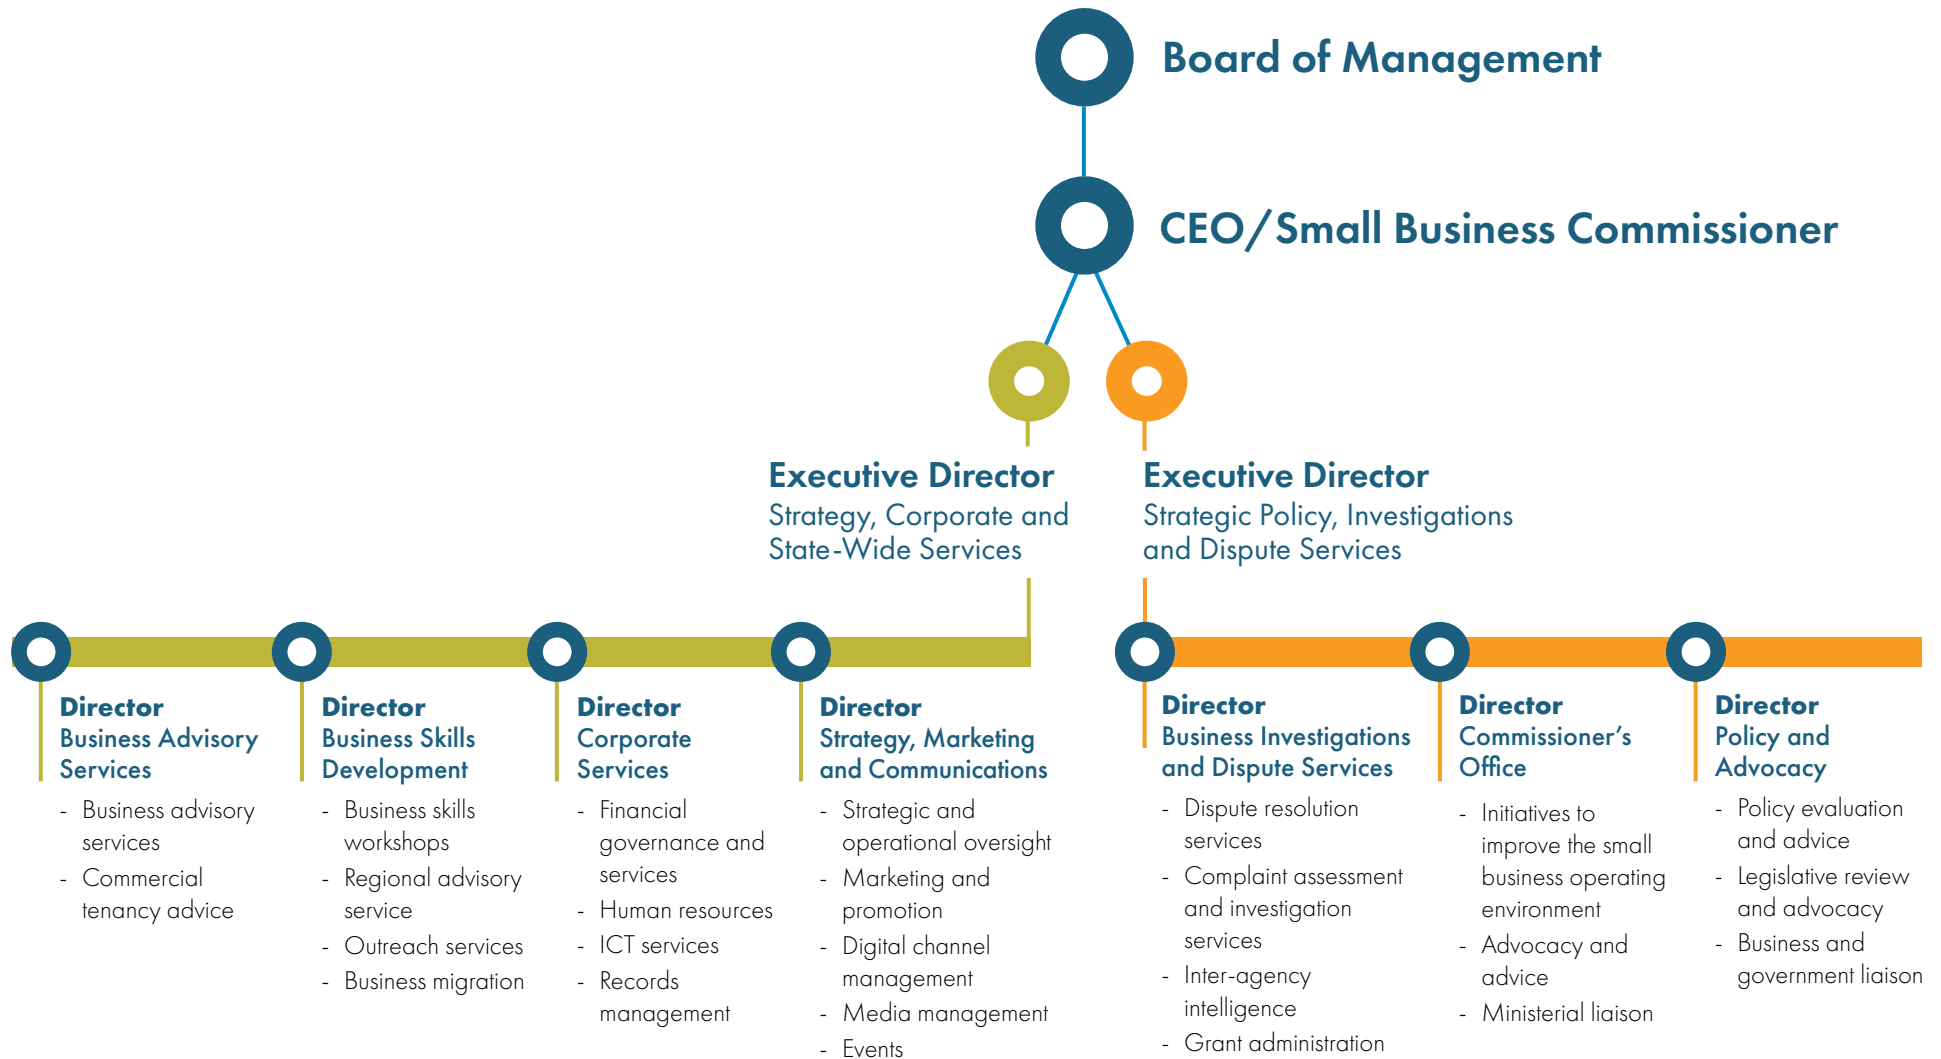 Board of Management
CEO/Small Business Commissioner
Executive Director
Strategy, Corporate and
State-Wide Services
Executive Director
Strategic Policy, Investigations
and Dispute Services
Director
Business Advisory
Services
- Business advisory
services
- Commercial
tenancy advice
Director
Business Skills
Development
- Business skills
workshops
- Regional advisory
service
- Outreach services
- Business migration
Director
Corporate
Services
- Financial
governance and
services
- Human resources
- ICT services
- Records
management
Director
Strategy, Marketing
and Communications
- Strategic and
operational oversight
- Marketing and
promotion
- Digital channel
management
- Media management
- Events
Director
Business Investigations
and Dispute Services
- Dispute resolution
services
- Complaint assessment
and investigation
services
- Inter-agency
intelligence
- Grant administration
Director
Commissioner’s
Office
- Initiatives to
improve the small
business operating
environment
- Advocacy and
advice
- Ministerial liaison
Director
Policy and
Advocacy
- Policy evaluation
and advice
- Legislative review
and advocacy
- Business and
government liaison